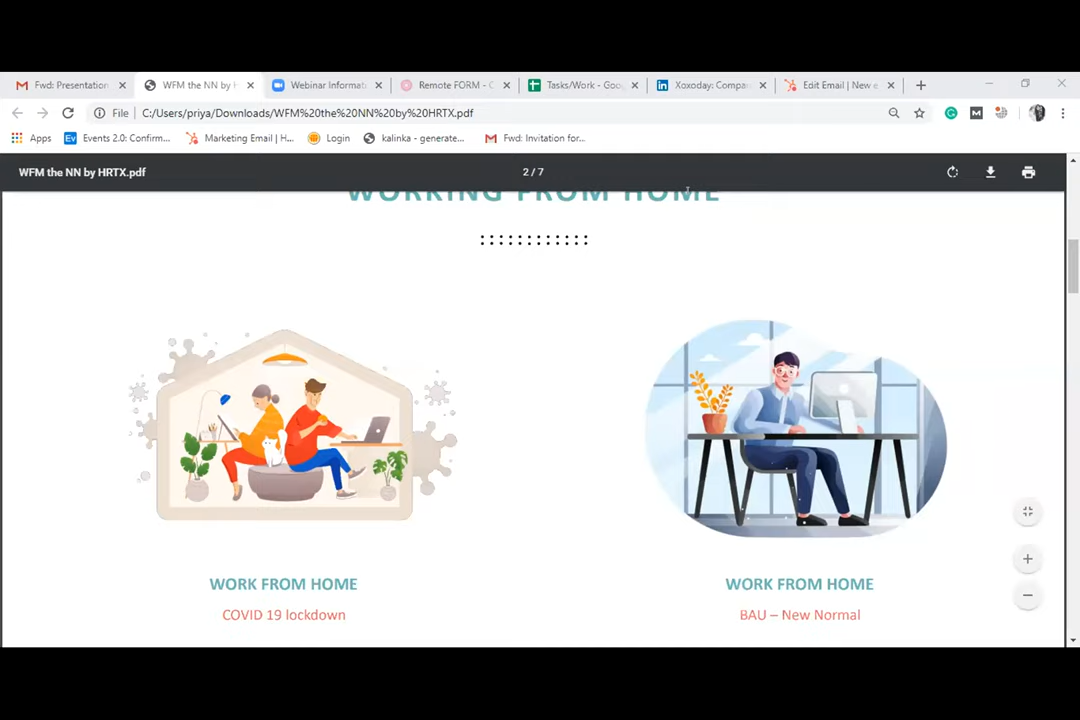 Fwd: Presentation
WFM the NN by H
Webinar Informati
Remote FORM - C
Tasks/Work - Goo
Xoxoday: Compa
Edit Email | New e
File
C:/Users/priya/Downloads/WFM%20the%20NN%20by%20HRTX.pdf
Apps
Events 2.0: Confirm...
Marketing Email | H...
Login
kalinka - generate...
Fwd: Invitation for...
WFM the NN by HRTX.pdf
2 / 7
WORKING FROM HOME
WORK FROM HOME
WORK FROM HOME
COVID 19 lockdown
BAU – New Normal